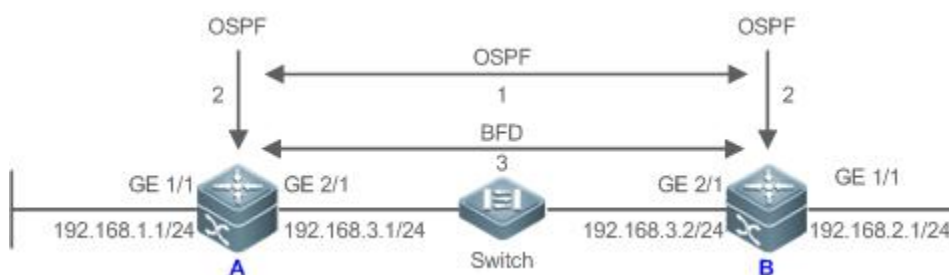 OSPF OSPF
OSPF
2 1 2
BFD
3
GE 1/1 GE 2/1 GE 2/1 GE 1/1
192.168.1.1/24 192.168.3.1/24 192.168.3.2/24 192.168.2.1/24
A Switch B